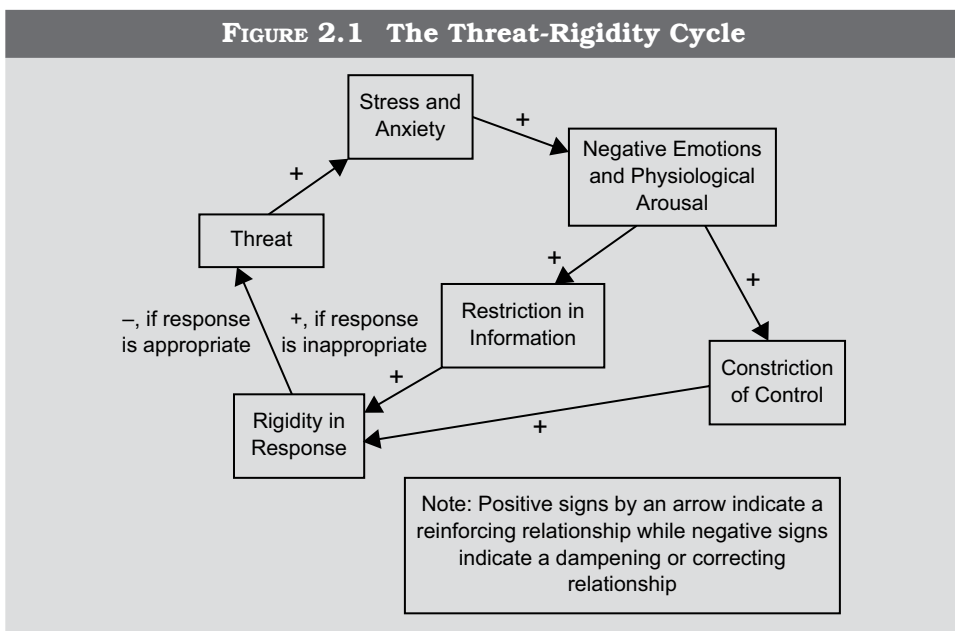 FIGURE 2.1 The Threat-Rigidity Cycle
Stress and
Anxiety
+
Negative Emotions
and Physiological
Arousal
+
Threat
+
+
Restriction in
Information
–, if response
is appropriate
+, if response
is inappropriate
Constriction
of Control
+
Rigidity in
Response
+
Note: Positive signs by an arrow indicate a
reinforcing relationship while negative signs
indicate a dampening or correcting
relationship